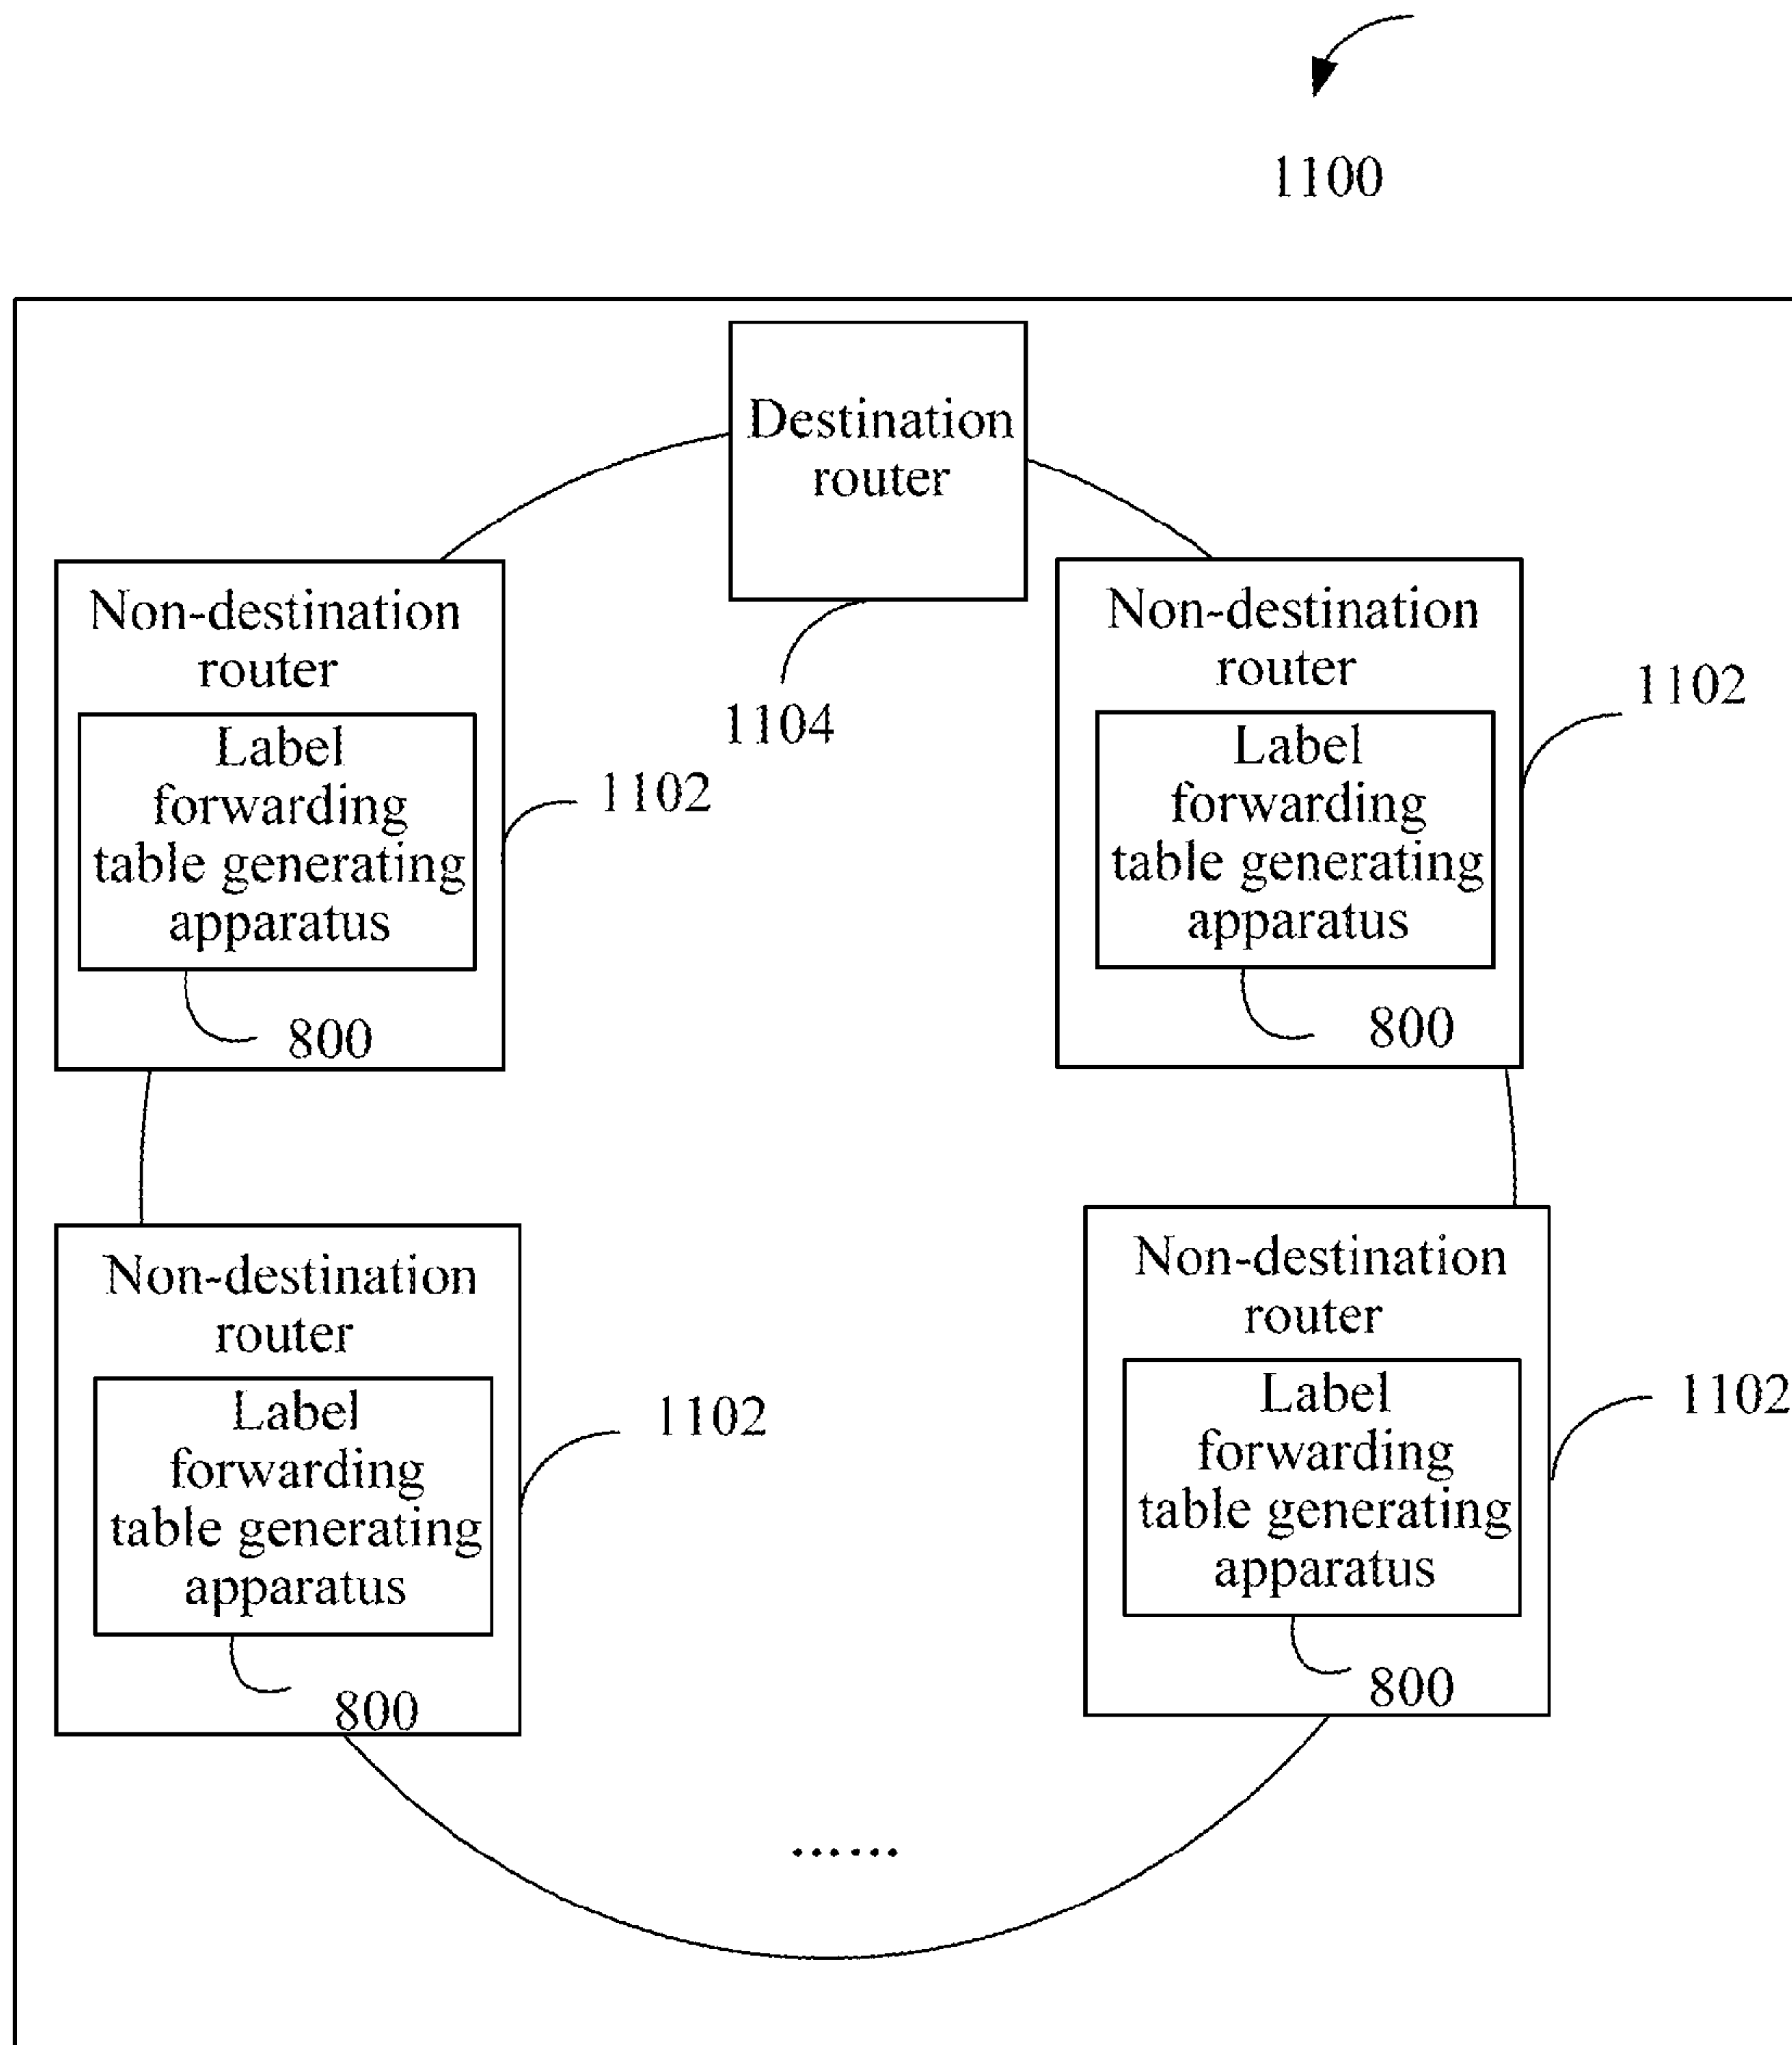 1100
Destination
router
1104
Non-destination
router
Label
forwarding
table generating
apparatus
800
1102
Non-destination
router
Label
forwarding
table generating
apparatus
800
1102
Non-destination
router
Label
forwarding
table generating
apparatus
800
1102
Non-destination
router
Label
forwarding
table generating
apparatus
800
1102
......